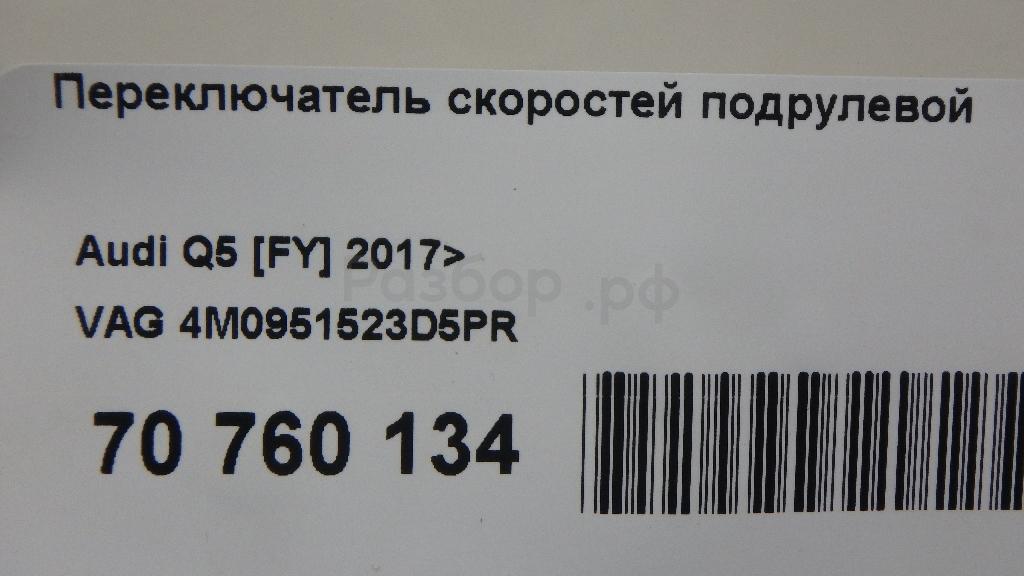 Переключатель скоростей подрулевой
Audi Q5 [FY] 2017>
Разбор.рф
VAG 4M0951523D5PR
70 760 134